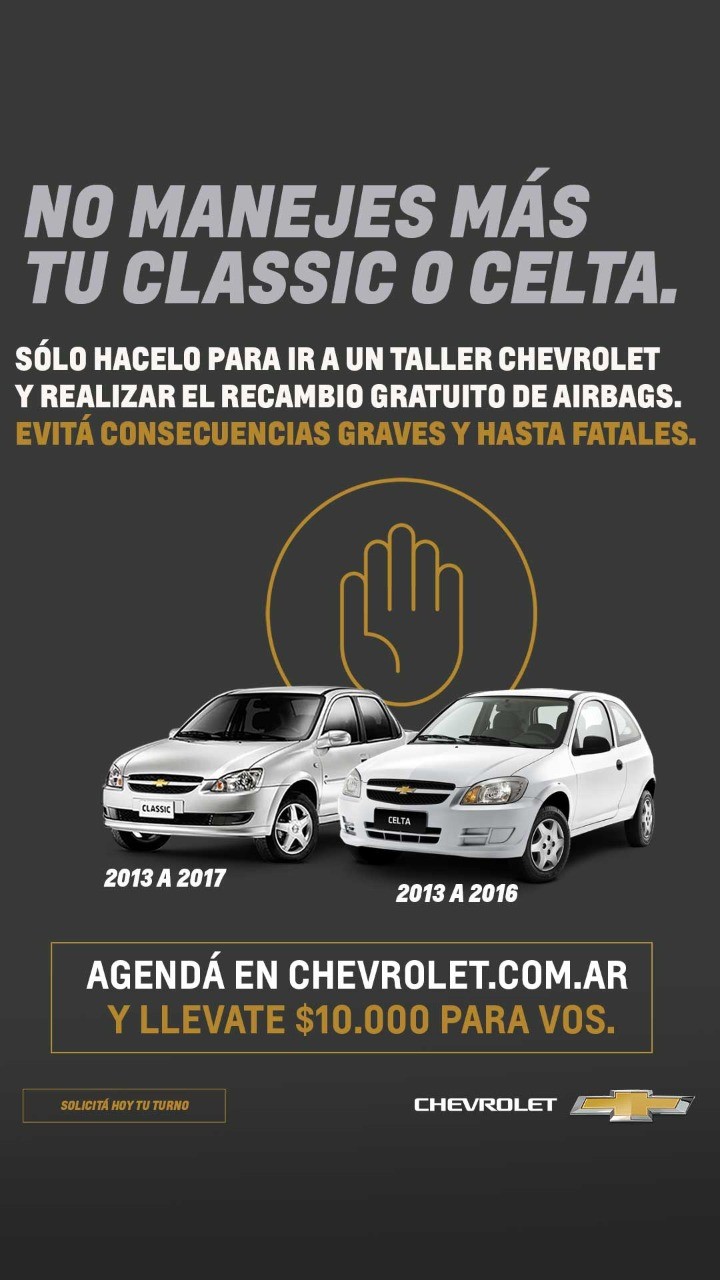 NO MANEJES MÁS
TU CLASSIC O CELTA.
SÓLO HACELO PARA IR A UN TALLER CHEVROLET
Y REALIZAR EL RECAMBIO GRATUITO DE AIRBAGS.
EVITÁ CONSECUENCIAS GRAVES Y HASTA FATALES.
CLASSIC
CELTA
2013 A 2017
2013 A 2016
AGENDÁ EN CHEVROLET.COM.AR
Y LLEVATE $10.000 PARA VOS.
SOLICITÁ HOY TU TURNO
CHEVROLET